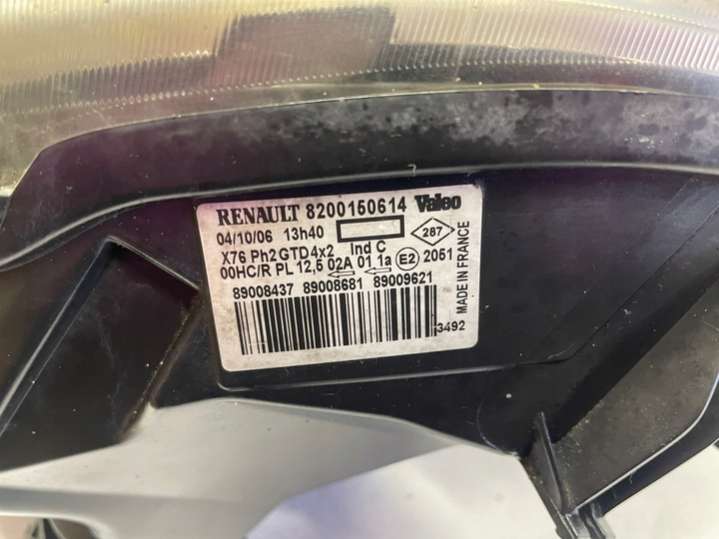 RENAULT 8200150614 Valeo
04/10/06 13h40
287
X76 Ph2 GTD 4x2 Ind C
00HC/R PL 12,5 02A 01 1a E2 2051
89008437 89008681 89009621
3492
MADE IN FRANCE